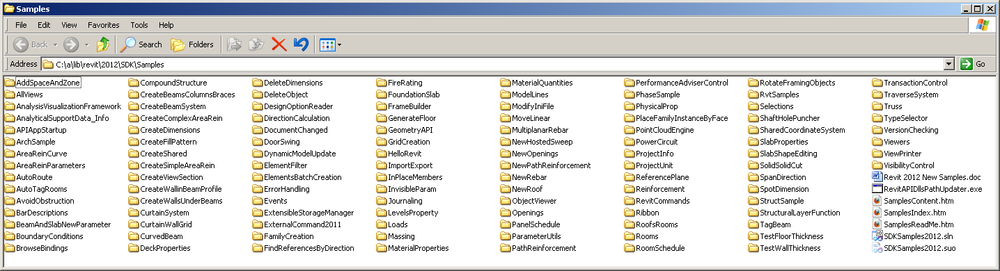 Samples
File Edit View Favorites Tools Help
Back Search Folders
Address C:\a\lib\revit\2012\SDK\Samples Go
AddSpaceAndZone
AllViews
AnalysisVisualizationFramework
AnalyticalSupportData_Info
APIAppStartup
ArchSample
AreaReinCurve
AreaReinParameters
AutoRoute
AutoTagRooms
AvoidObstruction
BarDescriptions
BeamAndSlabNewParameter
BoundaryConditions
BrowseBindings
CompoundStructure
CreateBeamsColumnsBraces
CreateBeamSystem
CreateComplexAreaRein
CreateDimensions
CreateFillPattern
CreateShared
CreateSimpleAreaRein
CreateViewSection
CreateWallinBeamProfile
CreateWallsUnderBeams
CurtainSystem
CurtainWallGrid
CurvedBeam
DeckProperties
DeleteDimensions
DeleteObject
DesignOptionReader
DirectionCalculation
DocumentChanged
DoorSwing
DynamicModelUpdate
ElementFilter
ElementsBatchCreation
ErrorHandling
Events
ExtensibleStorageManager
ExternalCommand2011
FamilyCreation
FindReferencesByDirection
FireRating
FoundationSlab
FrameBuilder
GenerateFloor
GeometryAPI
GridCreation
HelloRevit
ImportExport
InPlaceMembers
InvisibleParam
Journaling
LevelsProperty
Loads
Massing
MaterialProperties
MaterialQuantities
ModelLines
ModifyIniFile
MoveLinear
MultiplanarRebar
NewHostedSweep
NewOpenings
NewPathReinforcement
NewRebar
NewRoof
ObjectViewer
Openings
PanelSchedule
ParameterUtils
PathReinforcement
PerformanceAdviserControl
PhaseSample
PhysicalProp
PlaceFamilyInstanceByFace
PointCloudEngine
PowerCircuit
ProjectInfo
ProjectUnit
ReferencePlane
Reinforcement
RevitCommands
Ribbon
RoofsRooms
Rooms
RoomSchedule
RotateFramingObjects
RvtSamples
Selections
ShaftHolePuncher
SharedCoordinateSystem
SlabProperties
SlabShapeEditing
SolidSolidCut
SpanDirection
SpotDimension
StructSample
StructuralLayerFunction
TagBeam
TestFloorThickness
TestWallThickness
TransactionControl
TraverseSystem
Truss
TypeSelector
VersionChecking
Viewers
ViewPrinter
VisibilityControl
Revit 2012 New Samples.doc
RevitAPIDllsPathUpdater.exe
SamplesContent.htm
SamplesIndex.htm
SamplesReadMe.htm
SDKSamples2012.sln
SDKSamples2012.suo